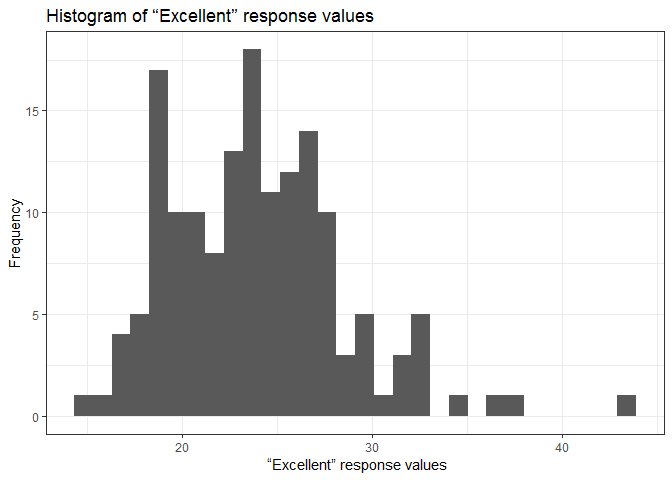 Histogram of “Excellent” response values
15
10
5
0
Frequency
20 30 40
“Excellent” response values